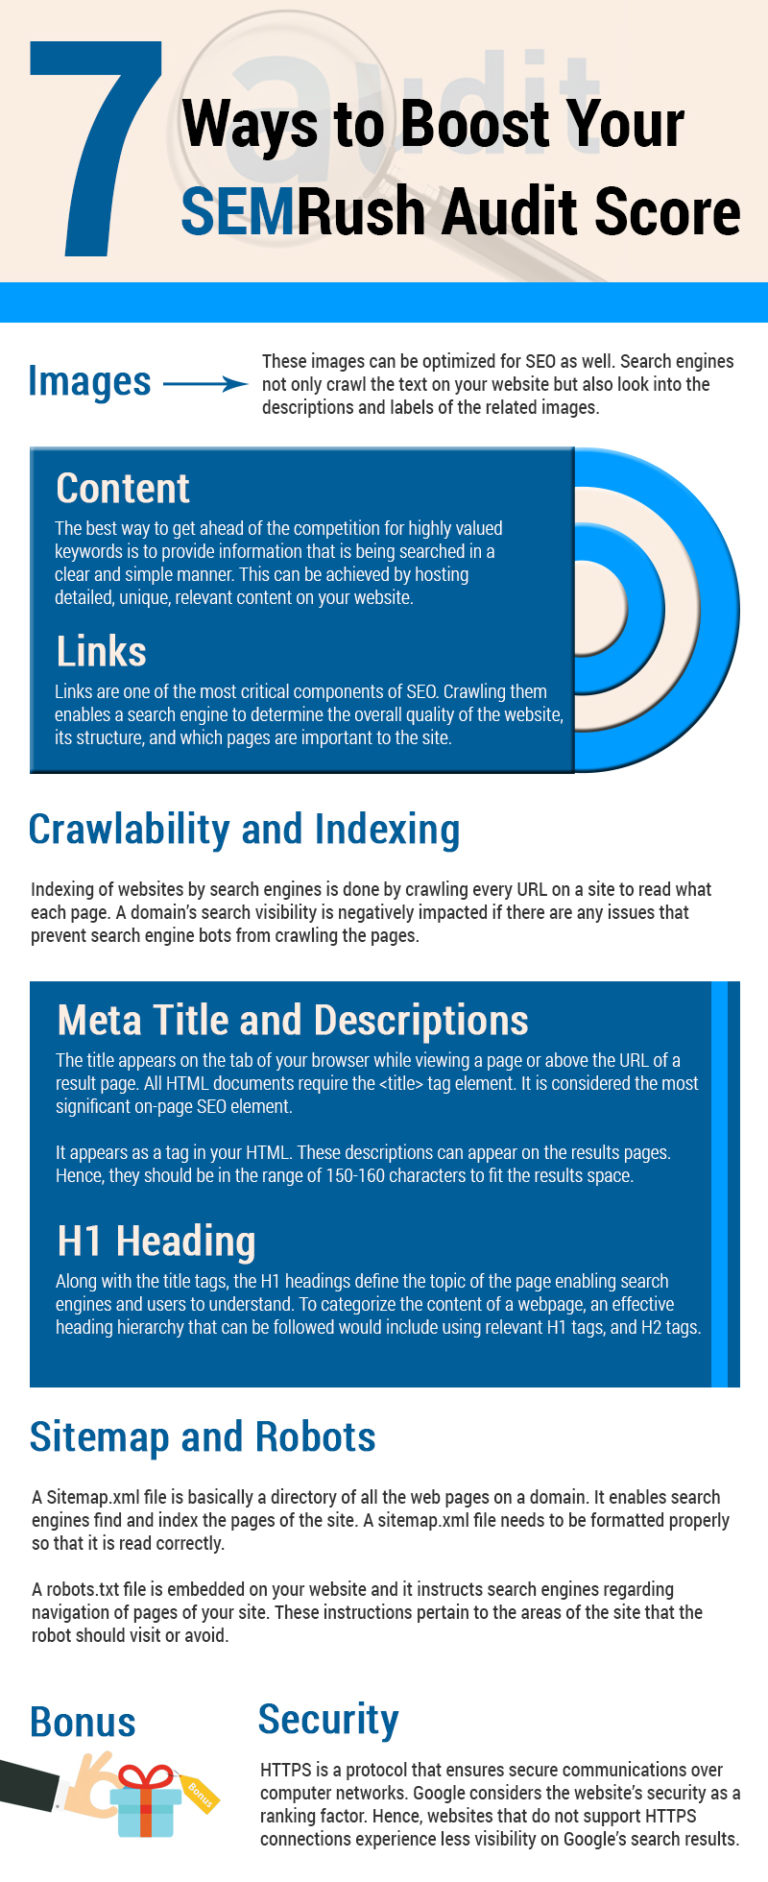 audit
7
Ways to Boost Your
SEMRush Audit Score
Images
These images can be optimized for SEO as well. Search engines
not only crawl the text on your website but also look into the
descriptions and labels of the related images.
Content
The best way to get ahead of the competition for highly valued
keywords is to provide information that is being searched in a
clear and simple manner. This can be achieved by hosting
detailed, unique, relevant content on your website.
Links
Links are one of the most critical components of SEO. Crawling them
enables a search engine to determine the overall quality of the website,
its structure, and which pages are important to the site.
Crawlability and Indexing
Indexing of websites by search engines is done by crawling every URL on a site to read what
each page. A domain’s search visibility is negatively impacted if there are any issues that
prevent search engine bots from crawling the pages.
Meta Title and Descriptions
The title appears on the tab of your browser while viewing a page or above the URL of a
result page. All HTML documents require the <title> tag element. It is considered the most
significant on-page SEO element.
It appears as a tag in your HTML. These descriptions can appear on the results pages.
Hence, they should be in the range of 150-160 characters to fit the results space.
H1 Heading
Along with the title tags, the H1 headings define the topic of the page enabling search
engines and users to understand. To categorize the content of a webpage, an effective
heading hierarchy that can be followed would include using relevant H1 tags, and H2 tags.
Sitemap and Robots
A Sitemap.xml file is basically a directory of all the web pages on a domain. It enables search
engines find and index the pages of the site. A sitemap.xml file needs to be formatted properly
so that it is read correctly.
A robots.txt file is embedded on your website and it instructs search engines regarding
navigation of pages of your site. These instructions pertain to the areas of the site that the
robot should visit or avoid.
Bonus
Bonus
Security
HTTPS is a protocol that ensures secure communications over
computer networks. Google considers the website’s security as a
ranking factor. Hence, websites that do not support HTTPS
connections experience less visibility on Google’s search results.